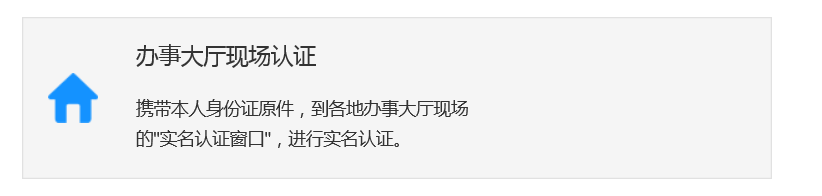 办事大厅现场认证
携带本人身份证原件，到各地办事大厅现场
的"实名认证窗口"，进行实名认证。